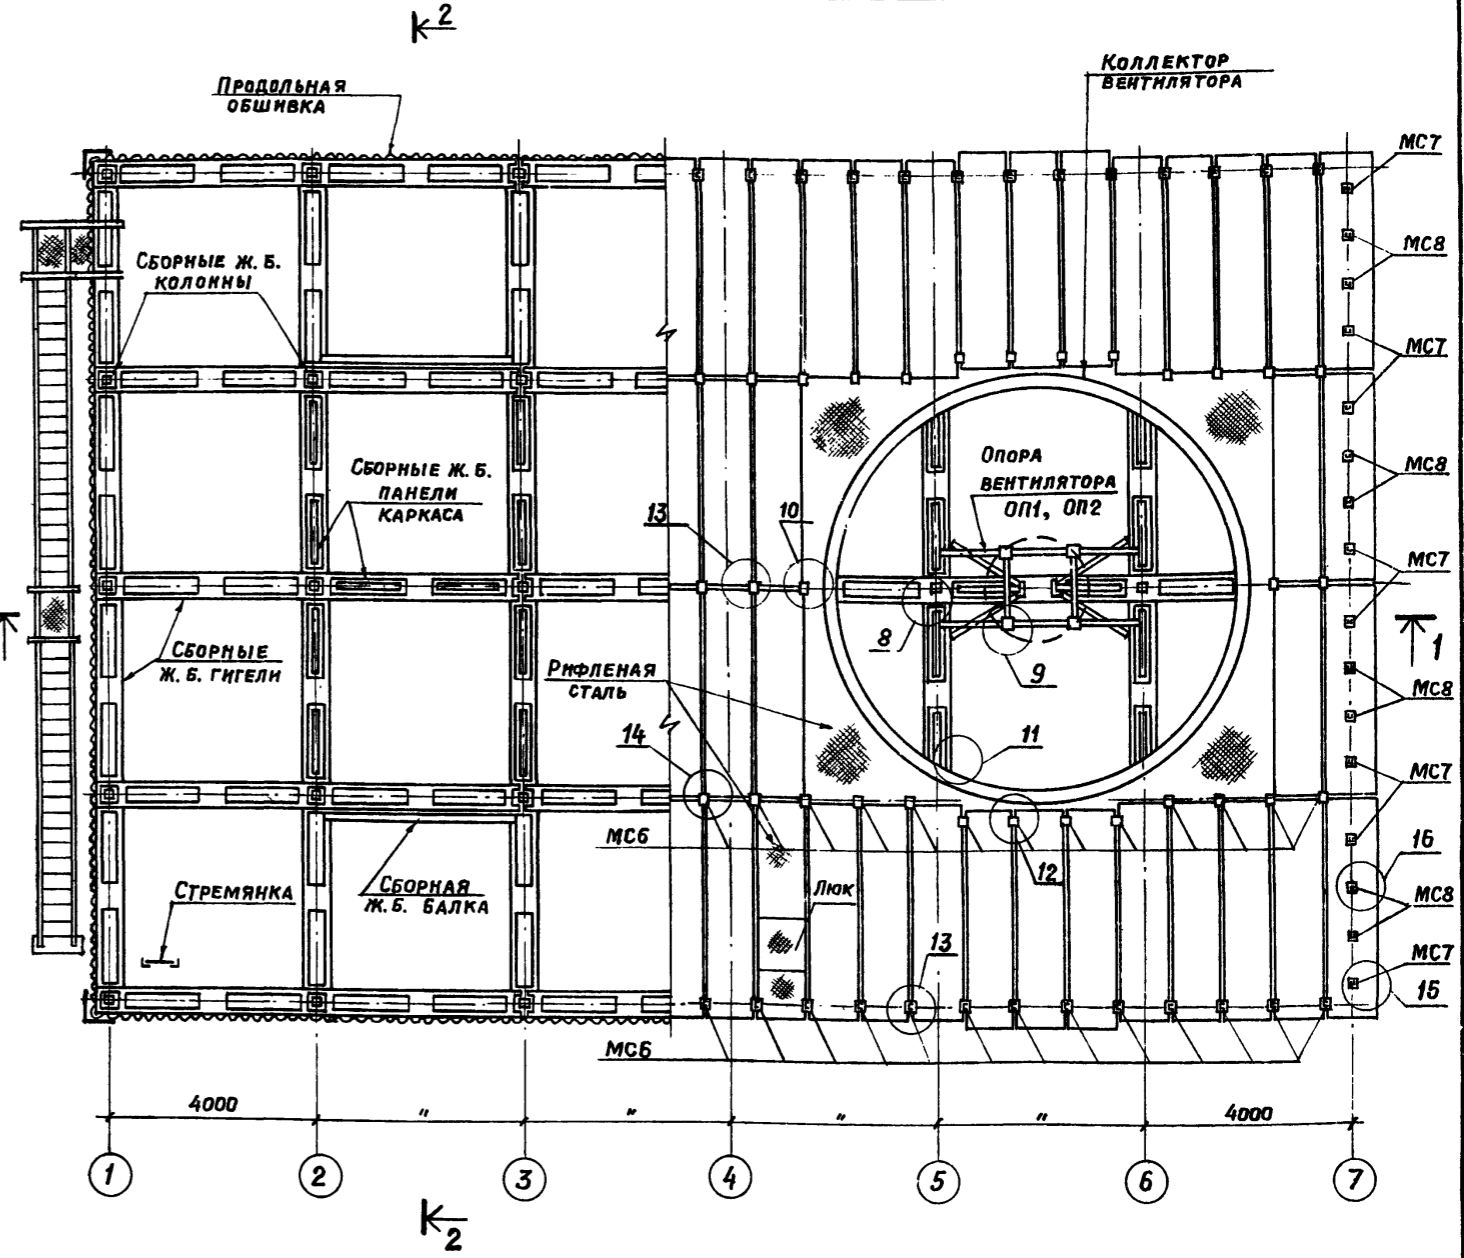 2
Продольная
обшивка
Коллектор
вентилятора
МС7
МС8
Сборные ж.б.
колонны
МС7
Сборные ж.б.
панели
каркаса
Опора
вентилятора
ОП1, ОП2
МС8
13
10
МС7
8
9
1
Сборные
ж.б. гигели
Рифленая
сталь
МС8
14
11
МС7
МС6
12
16
Стремянка
Сборная
ж.б. балка
Люк
МС8
13
МС7
15
МС6
4000
"
"
"
"
4000
1
2
3
4
5
6
7
2